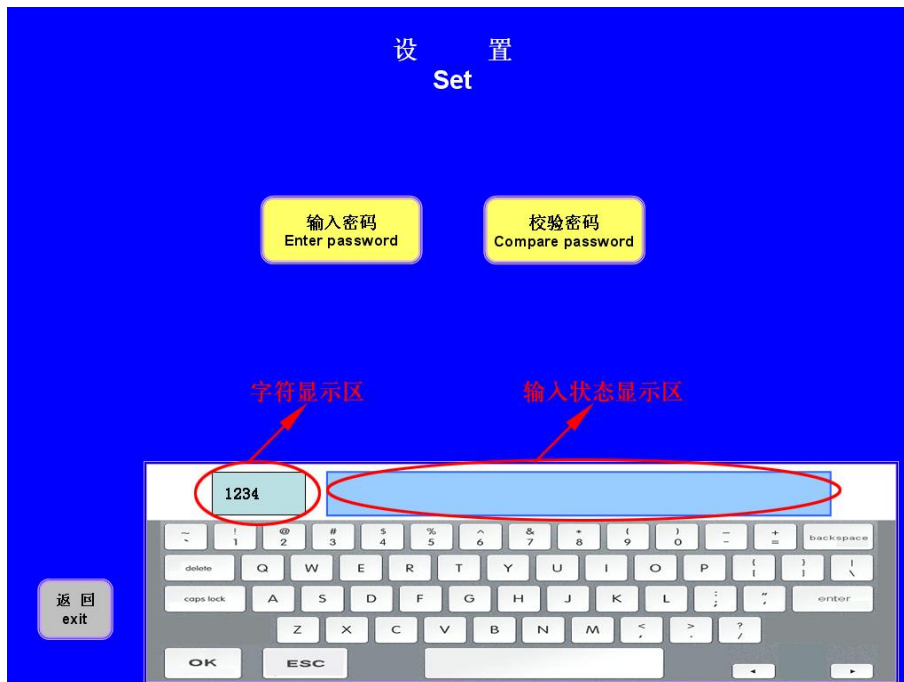 设 置
Set
输入密码
Enter password
校验密码
Compare password
字符显示区
输入状态显示区
1234
~ ` ! 1 @ 2 # 3 $ 4 % 5 ^ 6 & 7 * 8 ( 9 ) 0 _ - + = backspace
delete Q W E R T Y U I O P { [ } ] | \
caps lock A S D F G H J K L : ; " , enter
Z X C V B N M < , > . ? /
OK ESC
返 回
exit